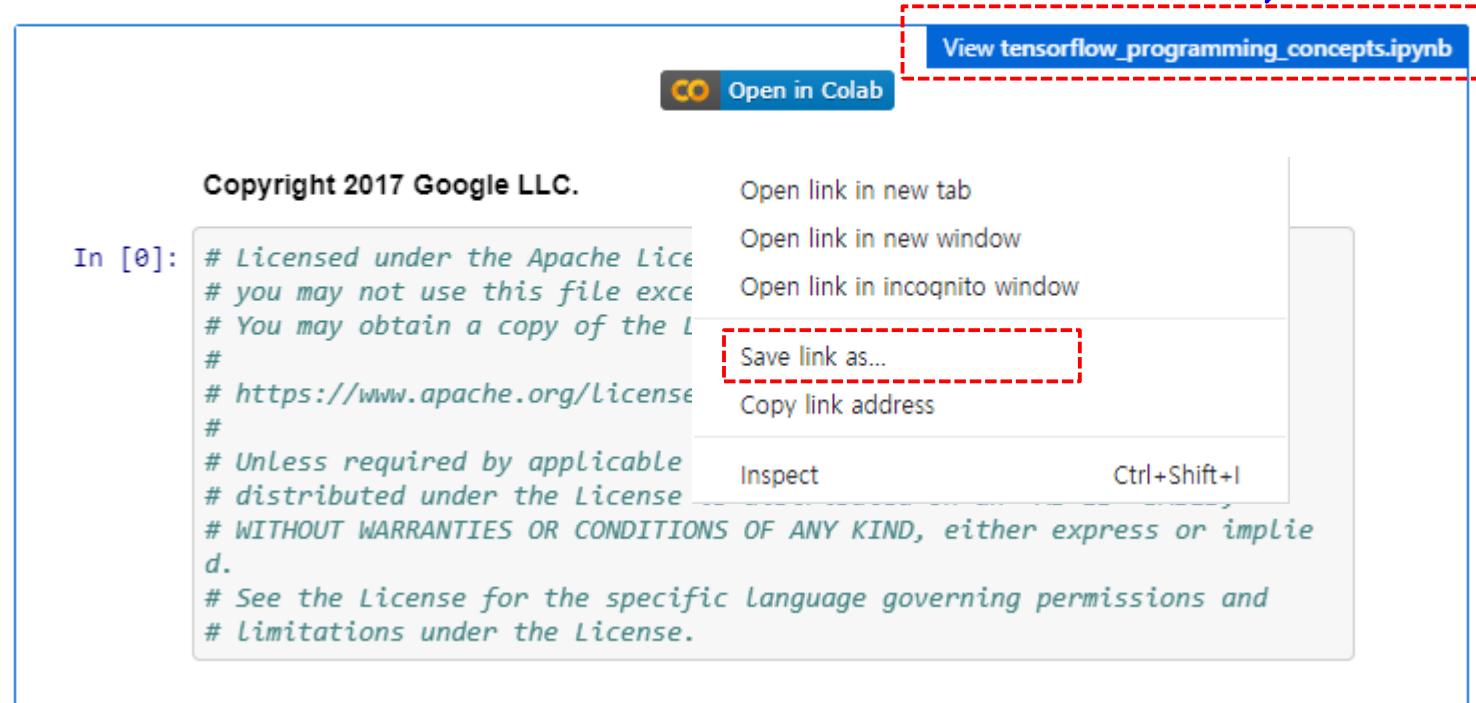 View tensorflow_programming_concepts.ipynb
CO Open in Colab
Copyright 2017 Google LLC.
In [0]:
# Licensed under the Apache Lice
# you may not use this file exce
# You may obtain a copy of the L
#
# https://www.apache.org/license
#
# Unless required by applicable
# distributed under the License
# WITHOUT WARRANTIES OR CONDITIONS OF ANY KIND, either express or implie
d.
# See the License for the specific language governing permissions and
# limitations under the License.
Open link in new tab
Open link in new window
Open link in incognito window
Save link as...
Copy link address
Inspect Ctrl+Shift+I